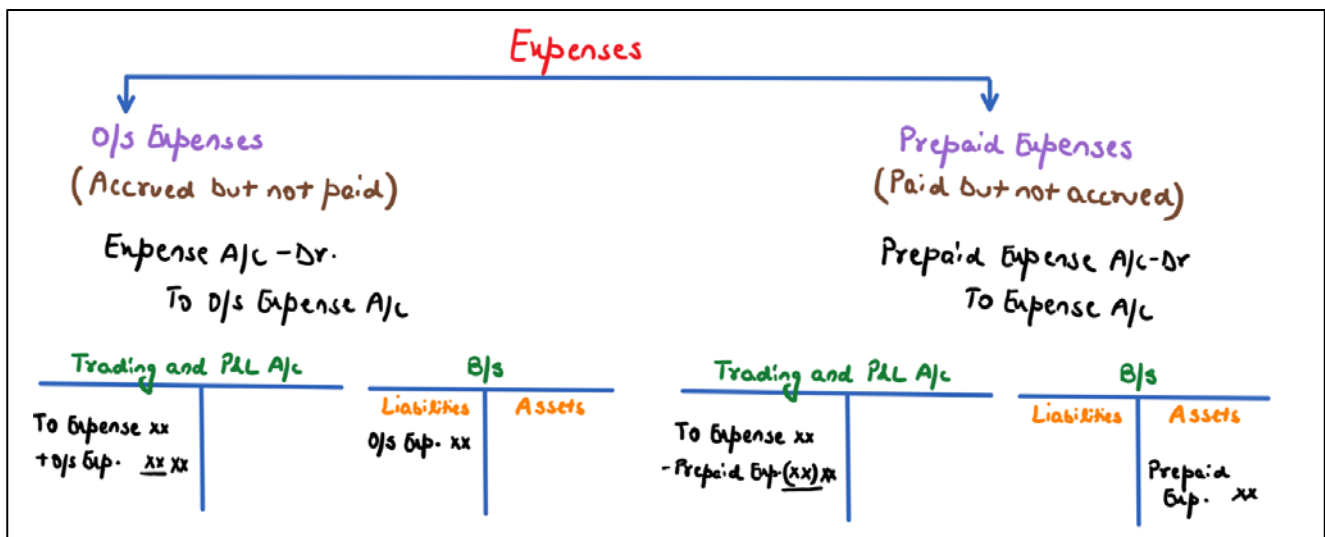 Expenses
O/s Expenses
(Accrued but not paid)
Expense A/c -Dr.
To O/s Expense A/c
Trading and P&L A/c
To Expense xx
+ O/s Exp. xx xx
B/s
Liabilities Assets
O/s Exp. xx
Prepaid Expenses
(Paid but not accrued)
Prepaid Expense A/c-Dr
To Expense A/c
Trading and P&L A/c
To Expense xx
- Prepaid Exp.(xx) xx
B/s
Liabilities Assets
Prepaid
Exp. xx